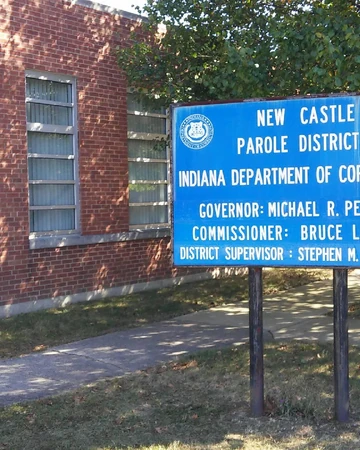 NEW CASTLE
PAROLE DISTRICT
INDIANA DEPARTMENT OF COR
GOVERNOR: MICHAEL R. PE
COMMISSIONER: BRUCE L
DISTRICT SUPERVISOR : STEPHEN M.